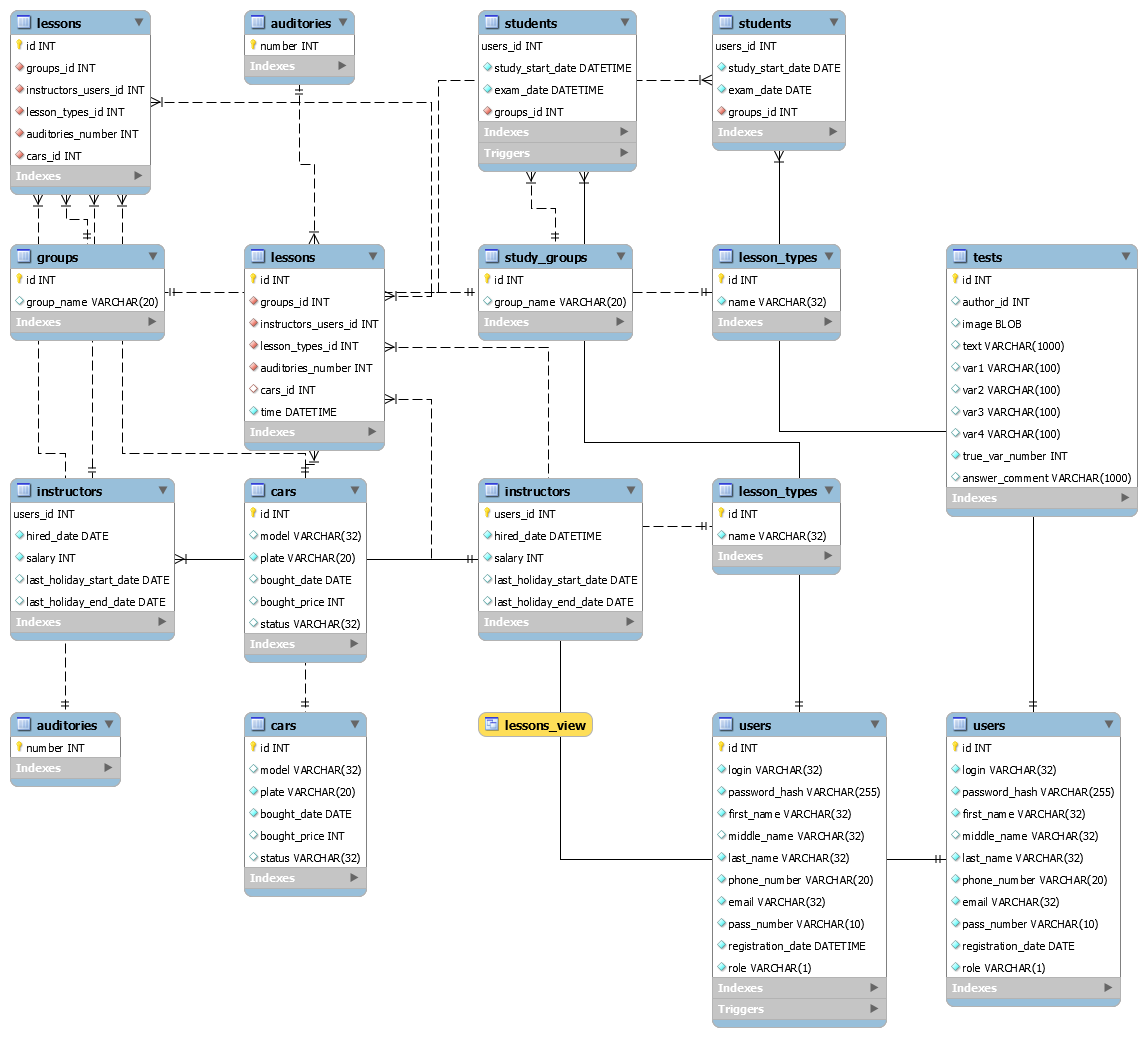 lessons
id INT
groups_id INT
instructors_users_id INT
lesson_types_id INT
auditories_number INT
cars_id INT
Indexes
auditories
number INT
Indexes
students
users_id INT
study_start_date DATETIME
exam_date DATETIME
groups_id INT
Indexes
Triggers
students
users_id INT
study_start_date DATE
exam_date DATE
groups_id INT
Indexes
groups
id INT
group_name VARCHAR(20)
Indexes
lessons
id INT
groups_id INT
instructors_users_id INT
lesson_types_id INT
auditories_number INT
cars_id INT
time DATETIME
Indexes
study_groups
id INT
group_name VARCHAR(20)
Indexes
lesson_types
id INT
name VARCHAR(32)
Indexes
tests
id INT
author_id INT
image BLOB
text VARCHAR(1000)
var1 VARCHAR(100)
var2 VARCHAR(100)
var3 VARCHAR(100)
var4 VARCHAR(100)
true_var_number INT
answer_comment VARCHAR(1000)
Indexes
instructors
users_id INT
hired_date DATE
salary INT
last_holiday_start_date DATE
last_holiday_end_date DATE
Indexes
cars
id INT
model VARCHAR(32)
plate VARCHAR(20)
bought_date DATE
bought_price INT
status VARCHAR(32)
Indexes
instructors
users_id INT
hired_date DATETIME
salary INT
last_holiday_start_date DATE
last_holiday_end_date DATE
Indexes
lesson_types
id INT
name VARCHAR(32)
Indexes
auditories
number INT
Indexes
cars
id INT
model VARCHAR(32)
plate VARCHAR(20)
bought_date DATE
bought_price INT
status VARCHAR(32)
Indexes
lessons_view
users
id INT
login VARCHAR(32)
password_hash VARCHAR(255)
first_name VARCHAR(32)
middle_name VARCHAR(32)
last_name VARCHAR(32)
phone_number VARCHAR(20)
email VARCHAR(32)
pass_number VARCHAR(10)
registration_date DATETIME
role VARCHAR(1)
Indexes
Triggers
users
id INT
login VARCHAR(32)
password_hash VARCHAR(255)
first_name VARCHAR(32)
middle_name VARCHAR(32)
last_name VARCHAR(32)
phone_number VARCHAR(20)
email VARCHAR(32)
pass_number VARCHAR(10)
registration_date DATE
role VARCHAR(1)
Indexes